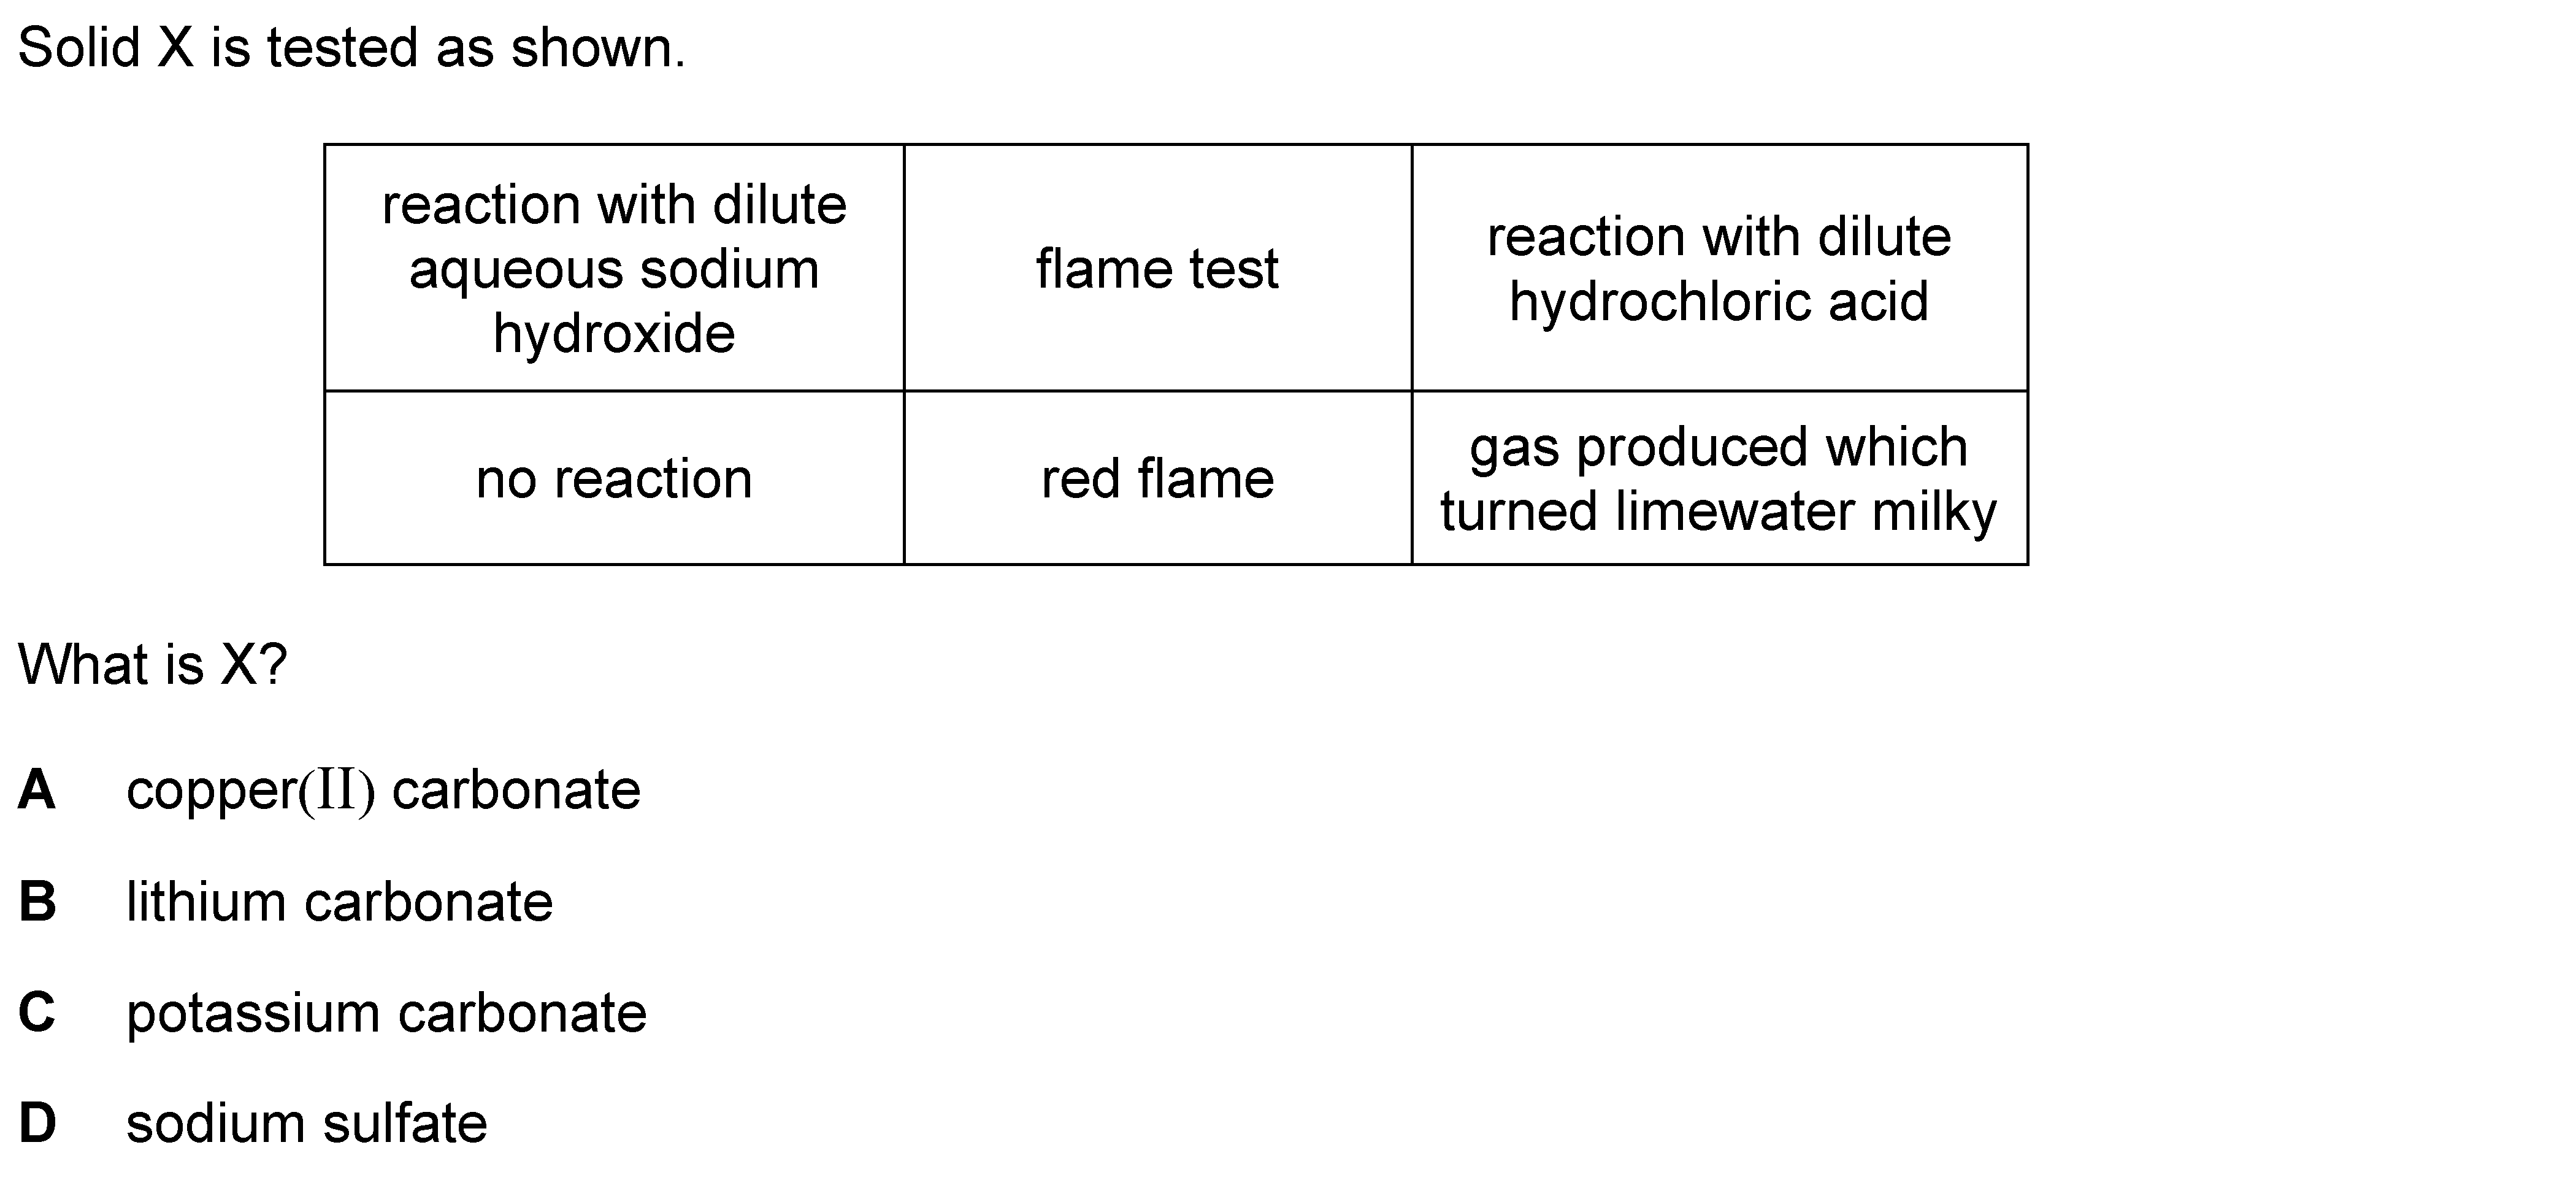 Solid X is tested as shown.
reaction with dilute
aqueous sodium
hydroxide
flame test
reaction with dilute
hydrochloric acid
no reaction
red flame
gas produced which
turned limewater milky
What is X?
A copper(II) carbonate
B lithium carbonate
C potassium carbonate
D sodium sulfate